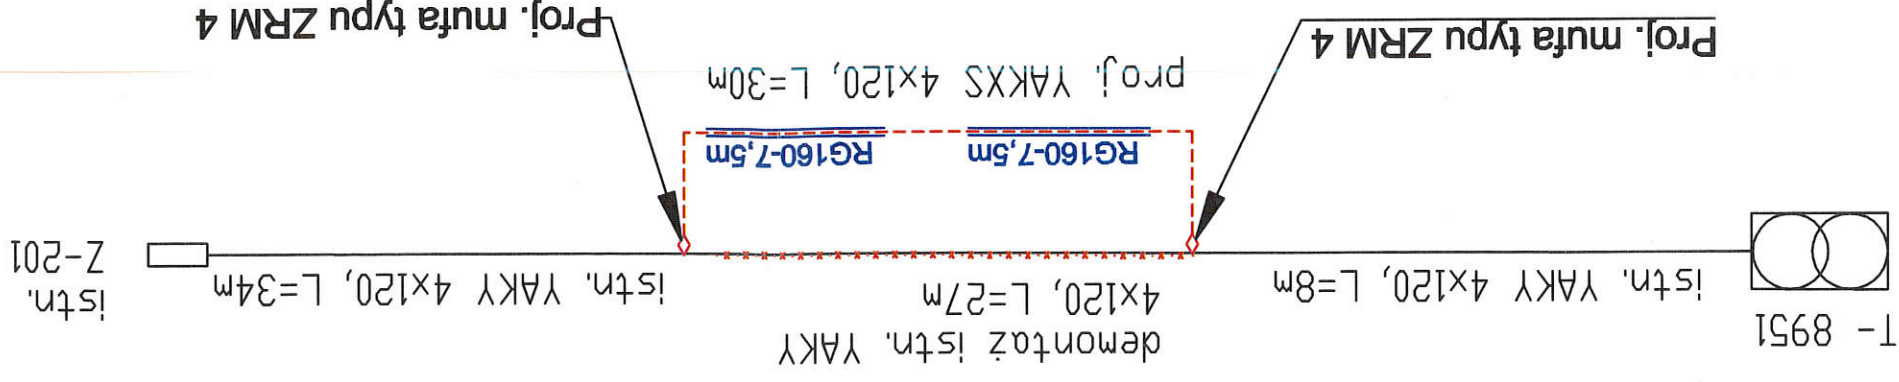 T- 8951
demontaż istn. YAKY
4x120, L=27m
istn. YAKY 4x120, L=8m
istn. YAKY 4x120, L=34m
istn.
Z-201
RG160-7,5m
RG160-7,5m
proj. YAKXS 4x120, L=30m
Proj. mufa typu ZRM 4
Proj. mufa typu ZRM 4